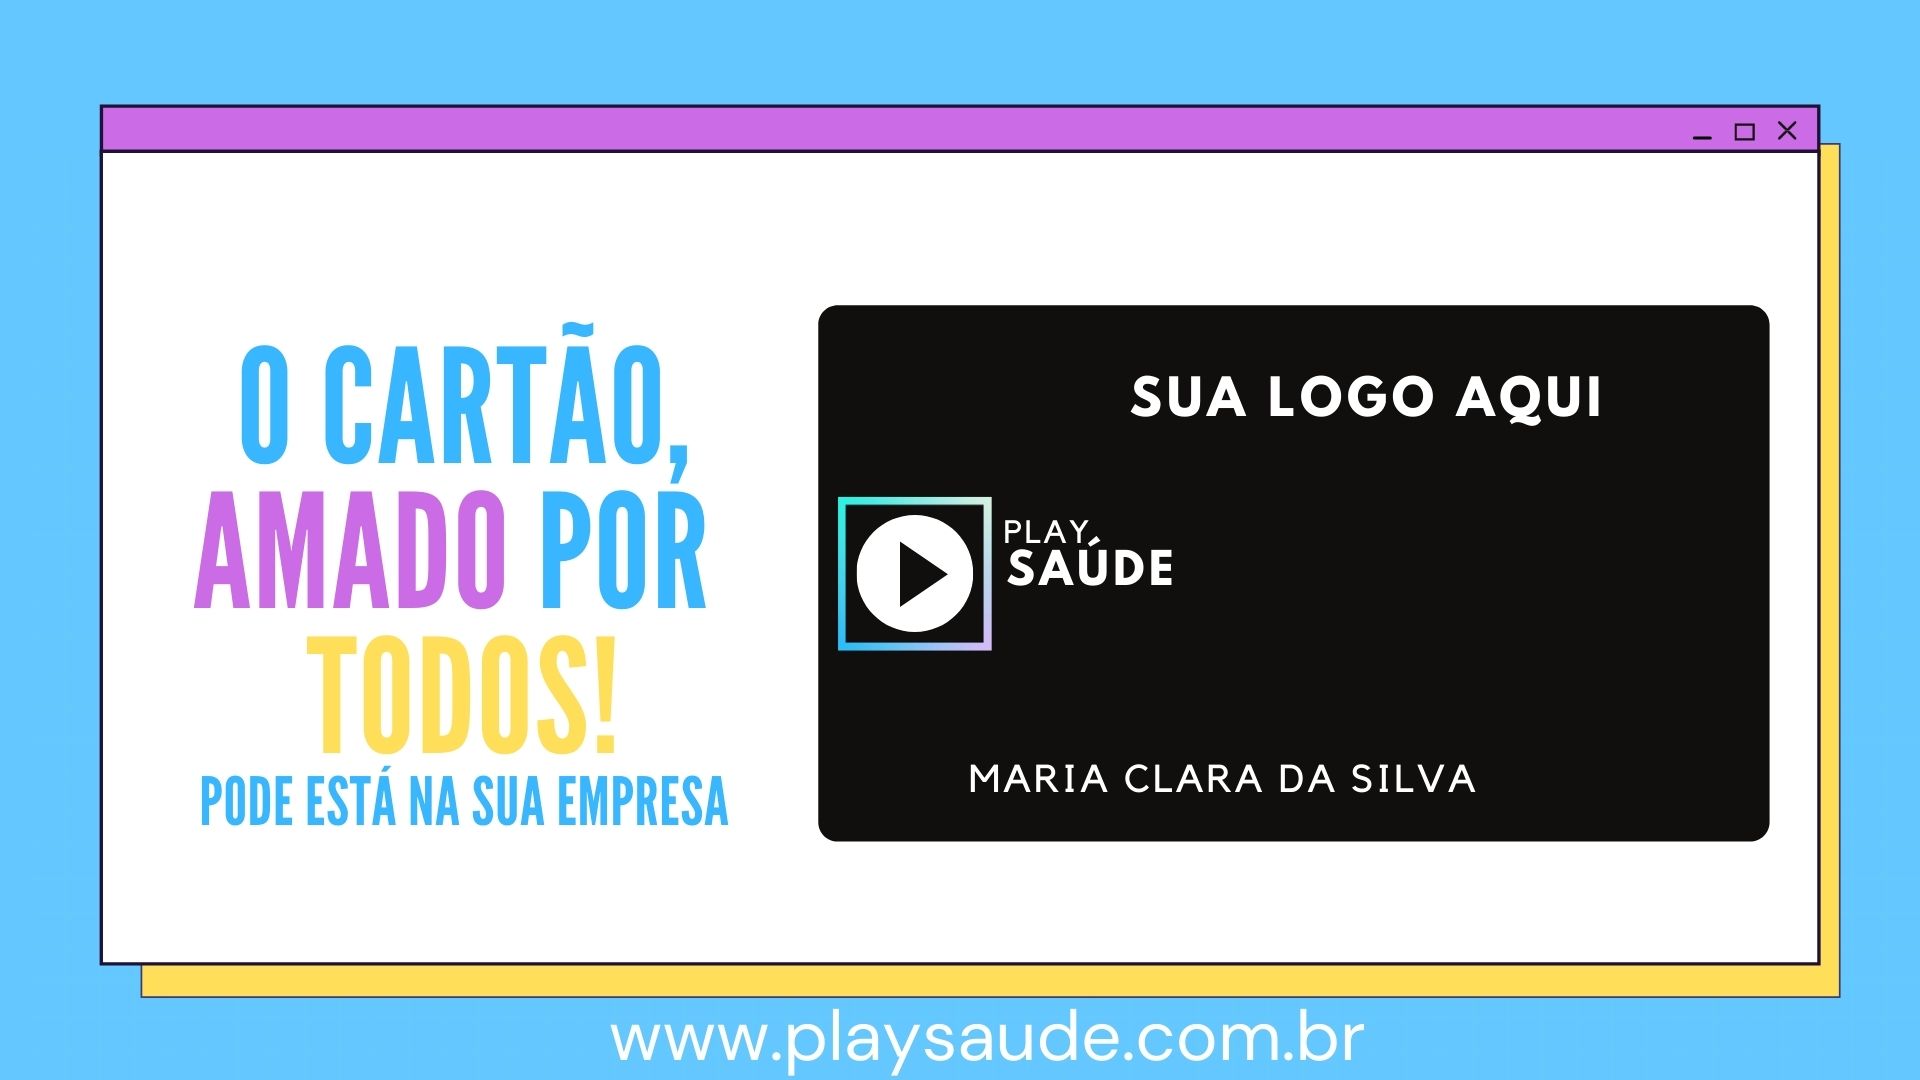 O CARTÃO,
AMADO POR
TODOS!
PODE ESTÁ NA SUA EMPRESA
SUA LOGO AQUI
PLAY
SAÚDE
MARIA CLARA DA SILVA
www.playsaude.com.br